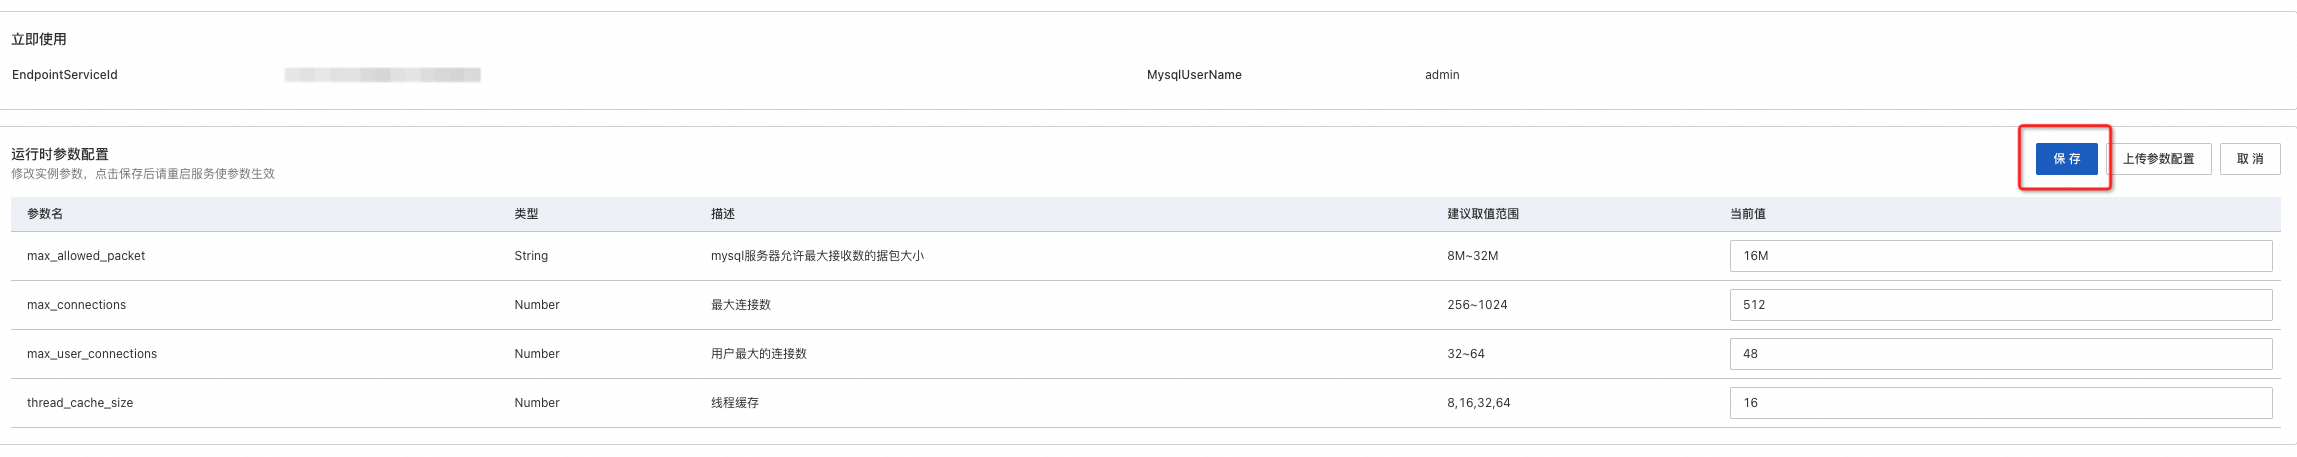 立即使用
EndpointServiceId MysqlUserName admin
运行时参数配置 保 存 上传参数配置 取 消
修改实例参数，点击保存后请重启服务使参数生效
参数名 类型 描述 建议取值范围 当前值
max_allowed_packet String mysql服务器允许最大接收数的据包大小 8M~32M 16M
max_connections Number 最大连接数 256~1024 512
max_user_connections Number 用户最大的连接数 32~64 48
thread_cache_size Number 线程缓存 8,16,32,64 16